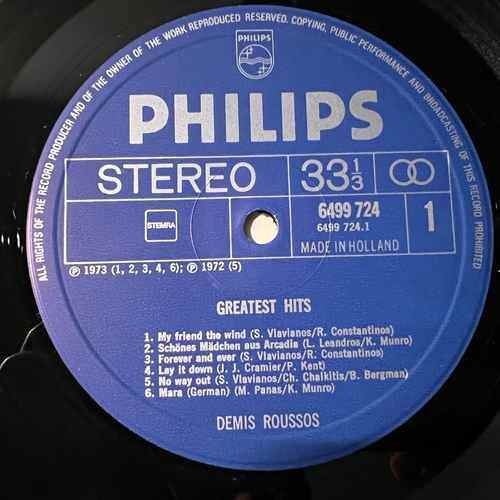 ALL RIGHTS OF THE RECORD PRODUCER AND OF THE OWNER OF THE WORK REPRODUCED RESERVED. COPYING, PUBLIC PERFORMANCE AND BROADCASTING OF THIS RECORD PROHIBITED
PHILIPS
PHILIPS
STEREO 33 1/3
STEMRA
6499 724
6499 724.1
1
MADE IN HOLLAND
℗ 1973 (1, 2, 3, 4, 6); ℗ 1972 (5)
GREATEST HITS
1. My friend the wind (S. Vlavianos/R. Constantinos)
2. Schönes Mädchen aus Arcadia (L. Leandros/K. Munro)
3. Forever and ever (S. Vlavianos/R. Constantinos)
4. Lay it down (J. J. Cramier/P. Kent)
5. No way out (S. Vlavianos/Ch. Chalkitis/B. Bergman)
6. Mara (German) (M. Panas/K. Munro)
DEMIS ROUSSOS